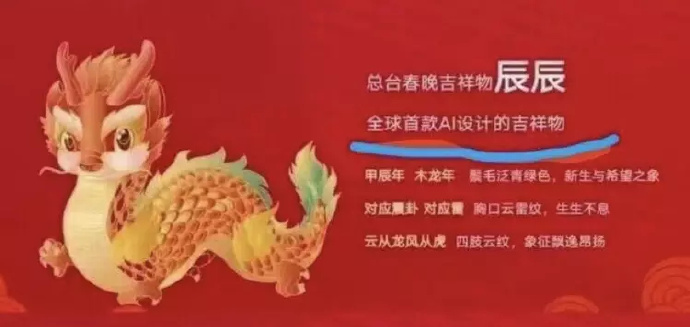 总台春晚吉祥物辰辰
全球首款AI设计的吉祥物
甲辰年 木龙年 鬃毛泛青绿色，新生与希望之象
对应震卦 对应雷 胸口云雷纹，生生不息
云从龙风从虎 四肢云纹，象征飘逸昂扬